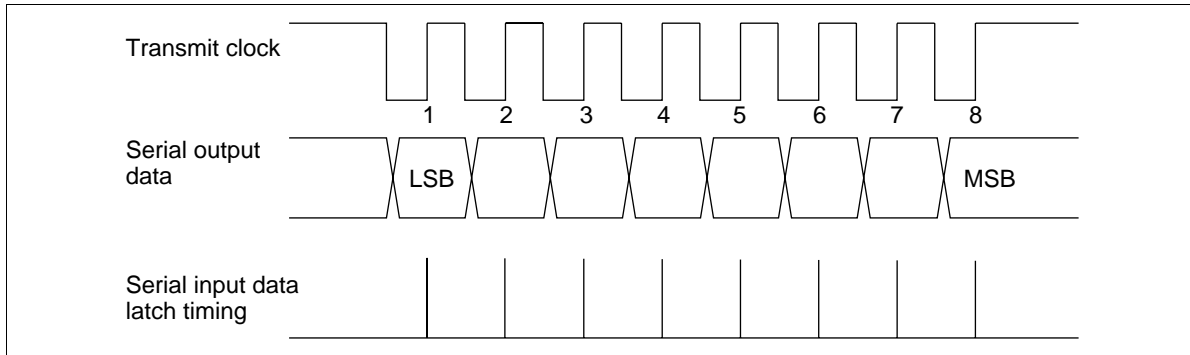 Transmit clock
1 2 3 4 5 6 7 8
Serial output
data
LSB
MSB
Serial input data
latch timing